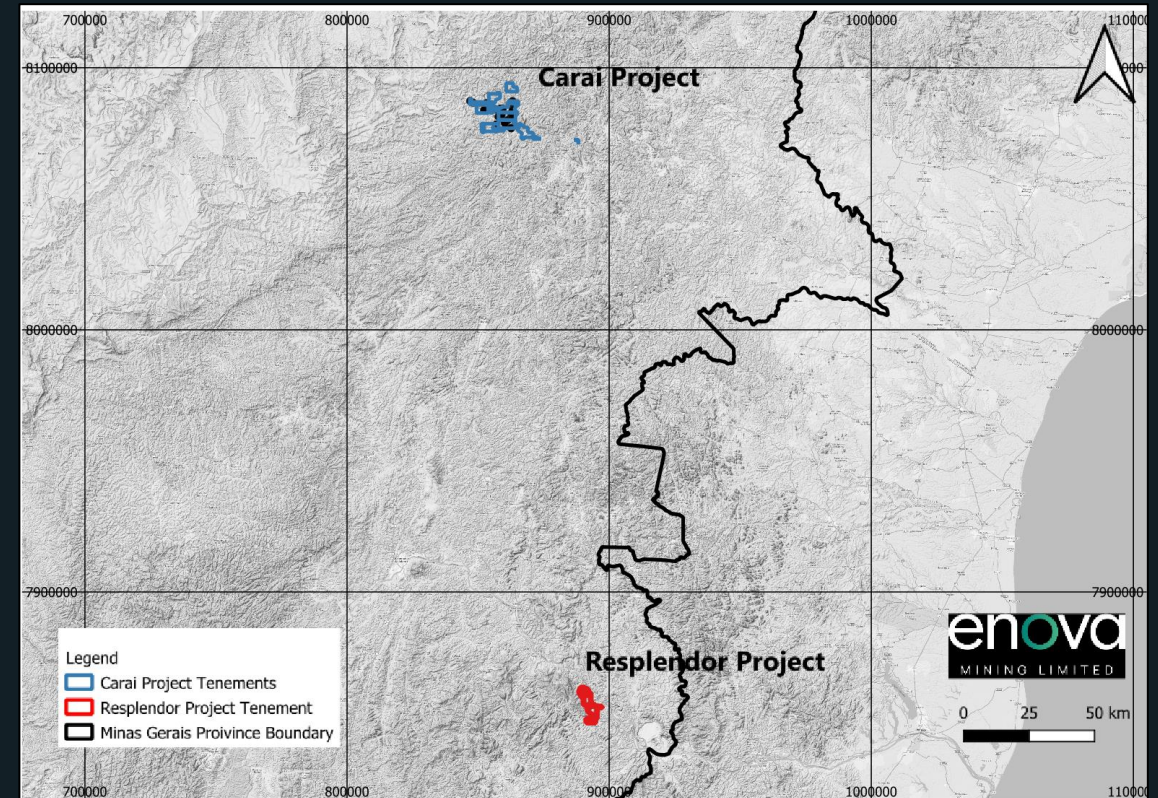 700000 800000 900000 1000000 110000
8100000
Carai Project
8000000 8000000
7900000 7900000
enova
MINING LIMITED
Resplendor Project
Legend
Carai Project Tenements
Resplendor Project Tenement
Minas Gerais Proivince Boundary
0 25 50 km
700000 800000 900000 1000000 110000